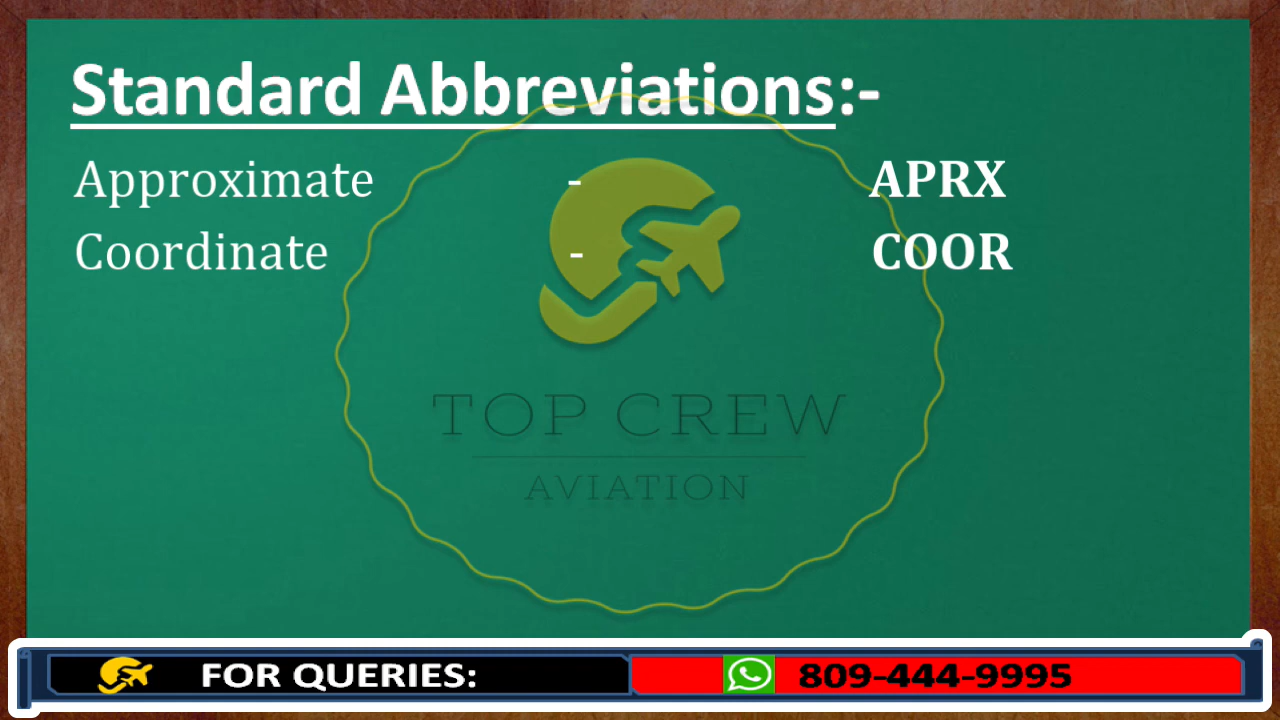 Standard Abbreviations:-
Approximate - APRX
Coordinate - COOR
TOP CREW
AVIATION
FOR QUERIES: 809-444-9995